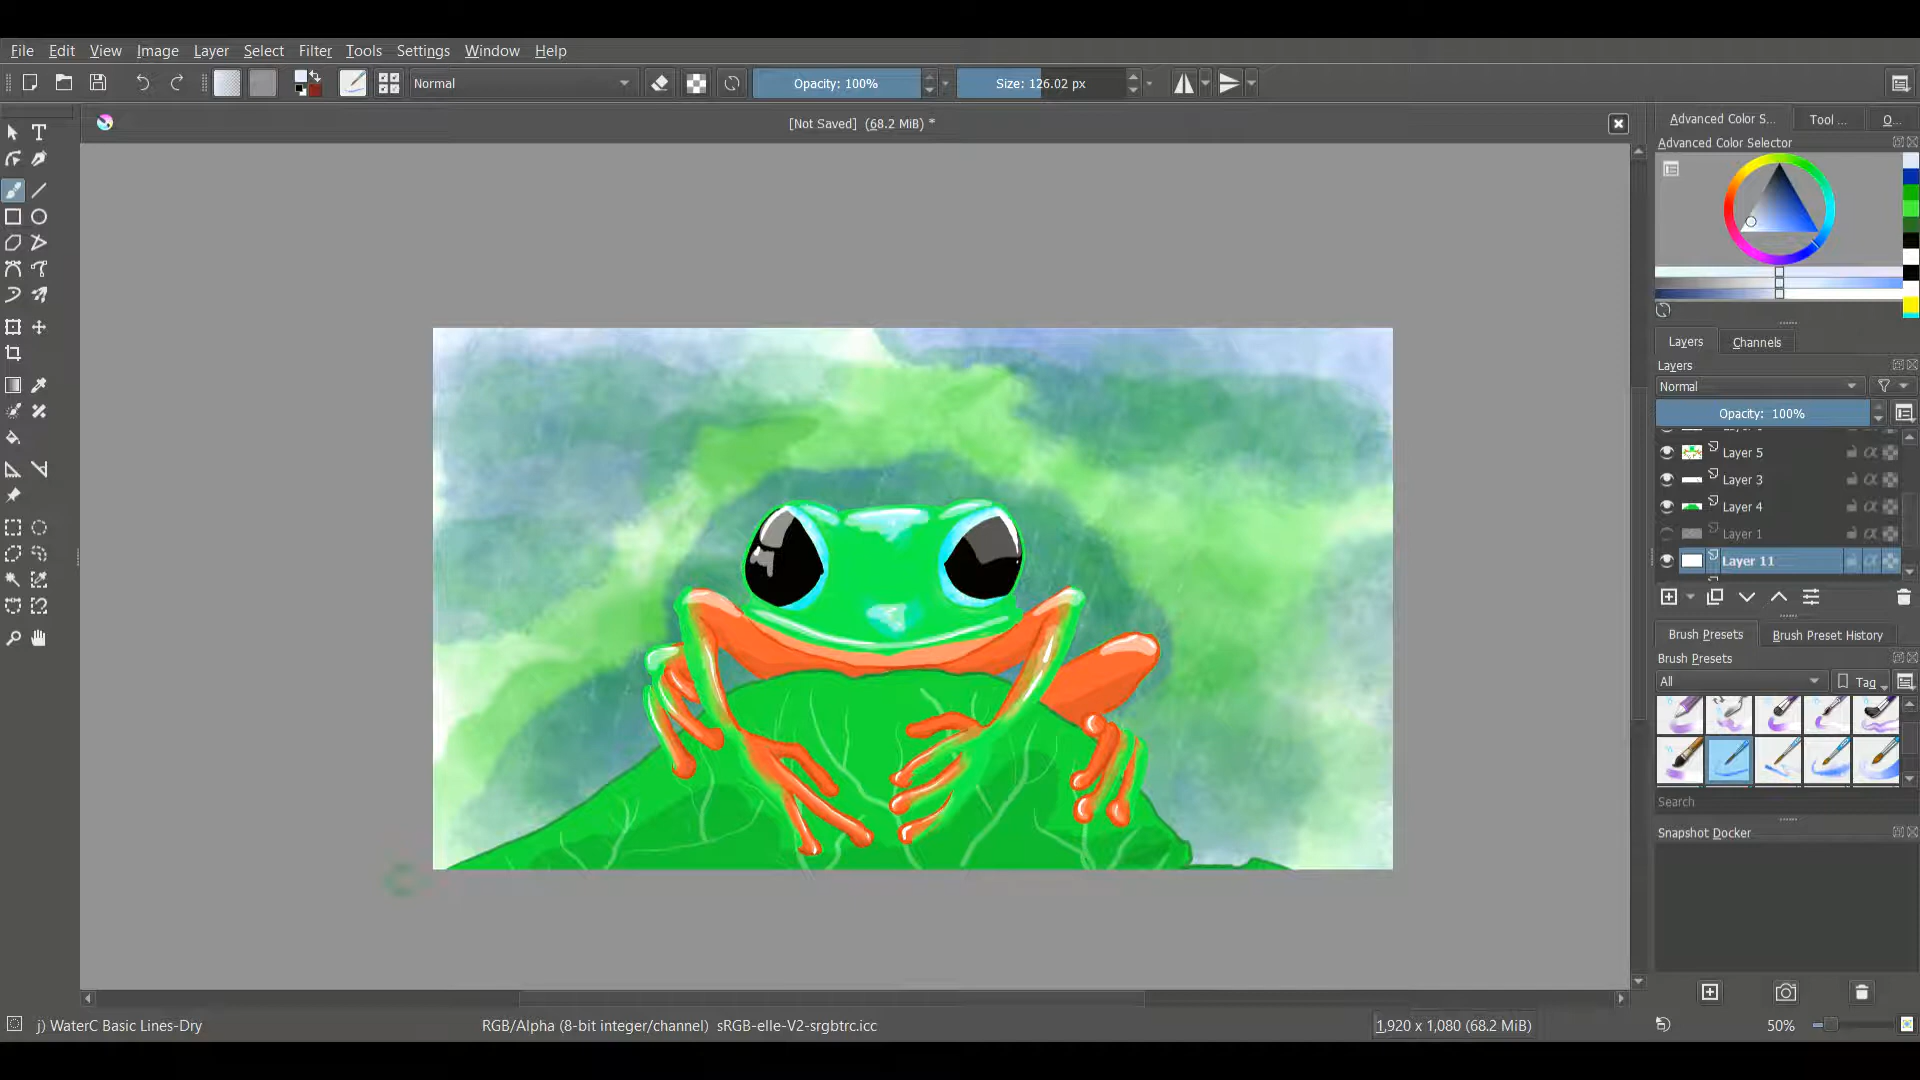 File Edit View Image Layer Select Filter Tools Settings Window Help
Normal Opacity: 100% Size: 126.02 px
[Not Saved] (68.2 MiB) *
Advanced Color S... Tool ... O...
Advanced Color Selector
Layers Channels
Layers
Normal
Opacity: 100%
Layer 5
Layer 3
Layer 4
Layer 1
Layer 11
Brush Presets Brush Preset History
Brush Presets
All Tag
Search
Snapshot Docker
j) WaterC Basic Lines-Dry RGB/Alpha (8-bit integer/channel) sRGB-elle-V2-srgbtrc.icc 1,920 x 1,080 (68.2 MiB) 50%